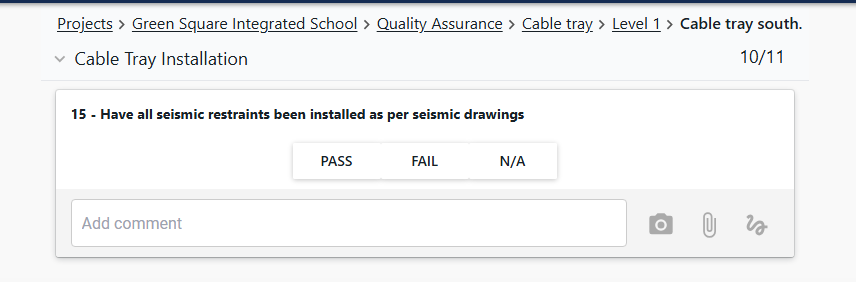 Projects > Green Square Integrated School > Quality Assurance > Cable tray > Level 1 > Cable tray south.
Cable Tray Installation 10/11
15 - Have all seismic restraints been installed as per seismic drawings
PASS FAIL N/A
Add comment